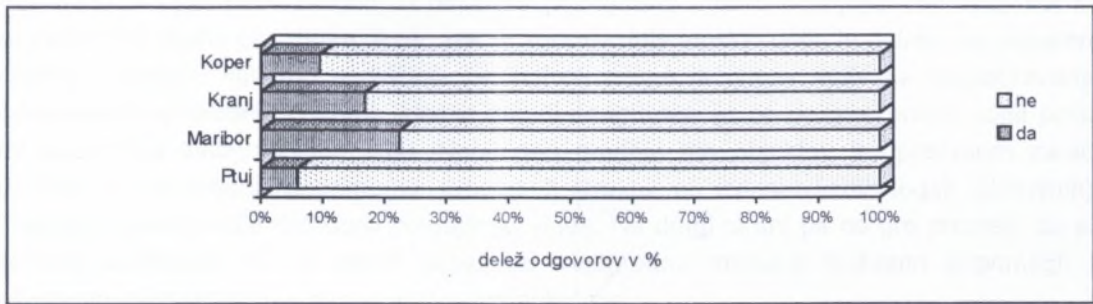 Koper
Kranj
Maribor
Ptuj
ne
da
0% 10% 20% 30% 40% 50% 60% 70% 80% 90% 100%
delež odgovorov v %